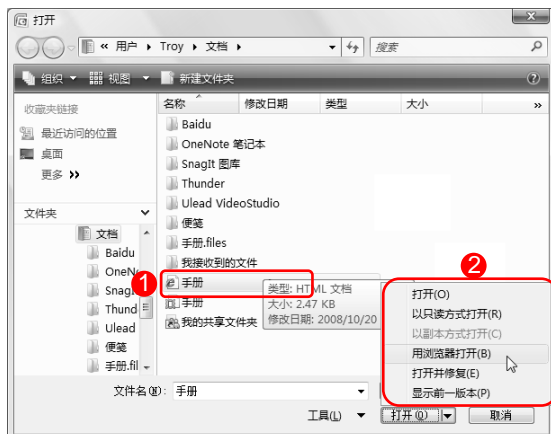 打开
« 用户 ▸ Troy ▸ 文档 ▸ 搜索
组织 视图 新建文件夹
收藏夹链接
最近访问的位置
桌面
更多 »
文件夹
文档
Baidu
OneN
Snag
Thund
Ulead
便笺
手册.fil
名称 修改日期 类型 大小 »
Baidu
OneNote 笔记本
SnagIt 图库
Thunder
Ulead VideoStudio
便笺
手册.files
我接收到的文件
1
手册
手册
我的共享文件夹
类型: HTML 文档
大小: 2.47 KB
修改日期: 2008/10/20
2
打开(O)
以只读方式打开(R)
以副本方式打开(C)
用浏览器打开(B)
打开并修复(E)
显示前一版本(P)
文件名(N): 手册
工具(L) 打开(O) 取消